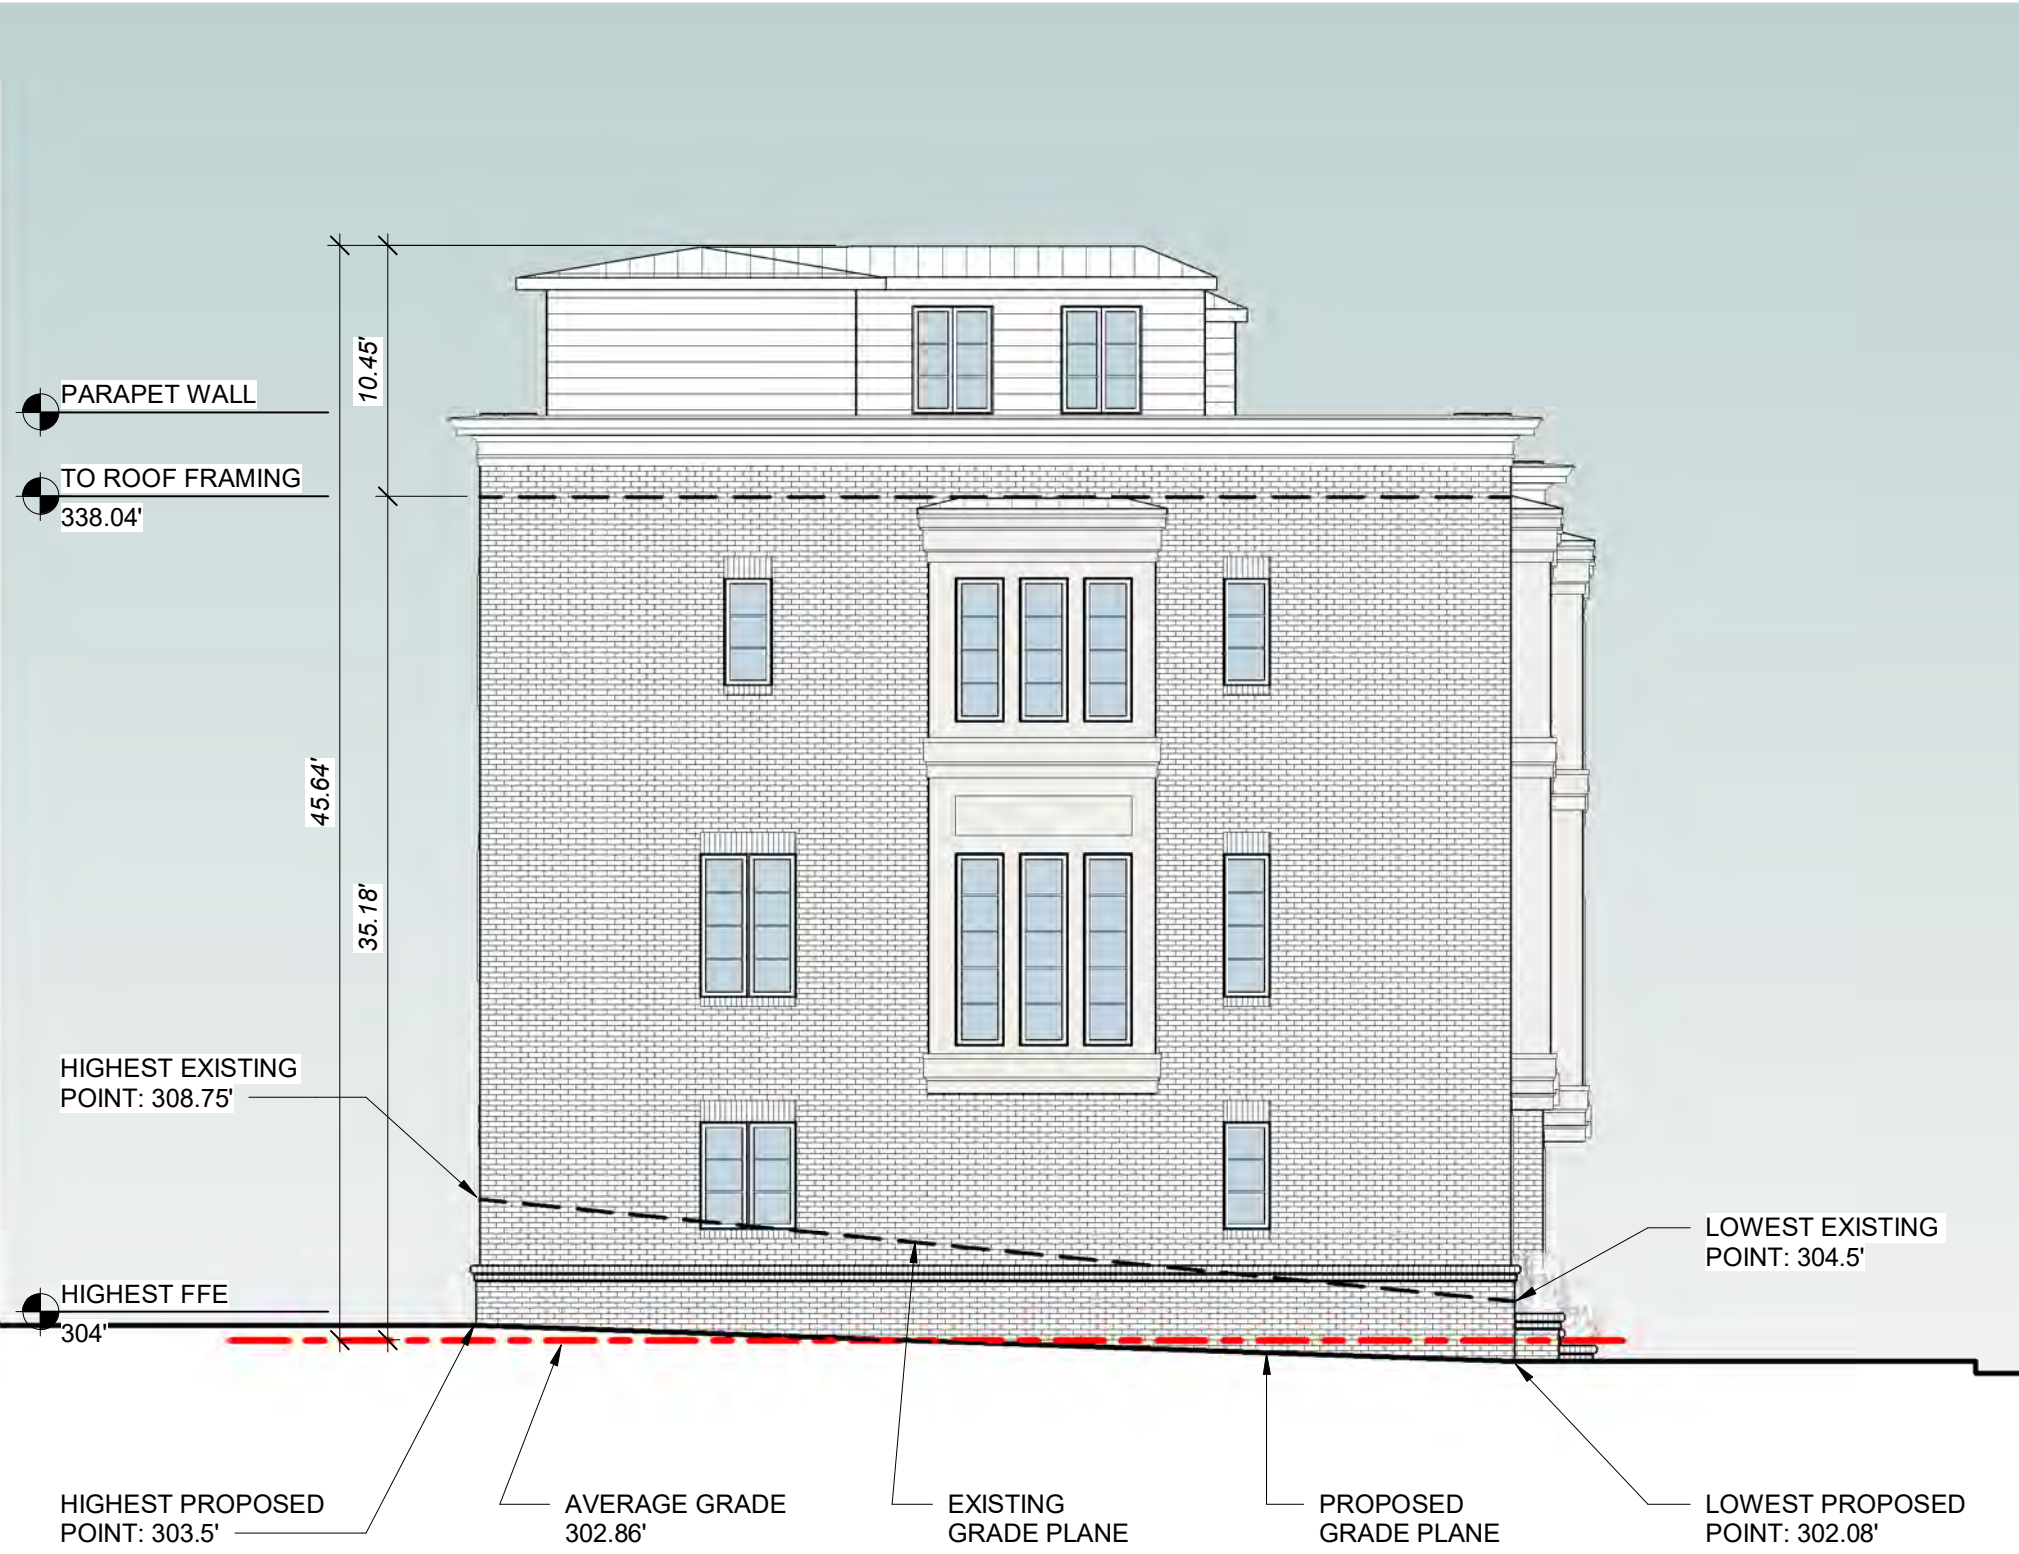 10.45'
PARAPET WALL
TO ROOF FRAMING
338.04'
45.64'
35.18'
HIGHEST EXISTING
POINT: 308.75'
LOWEST EXISTING
POINT: 304.5'
HIGHEST FFE
304'
HIGHEST PROPOSED
POINT: 303.5'
AVERAGE GRADE
302.86'
EXISTING
GRADE PLANE
PROPOSED
GRADE PLANE
LOWEST PROPOSED
POINT: 302.08'